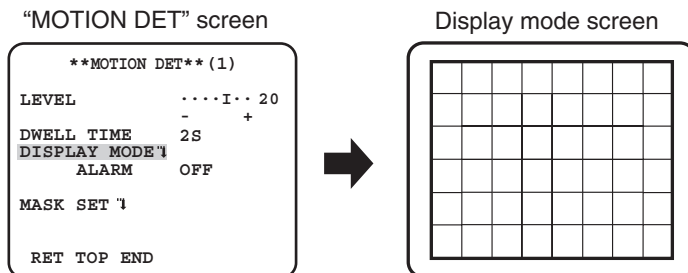 “MOTION DET” screen
**MOTION DET** (1)
LEVEL ····I·· 20
- +
DWELL TIME 2S
DISPLAY MODE
ALARM OFF
MASK SET
RET TOP END
Display mode screen